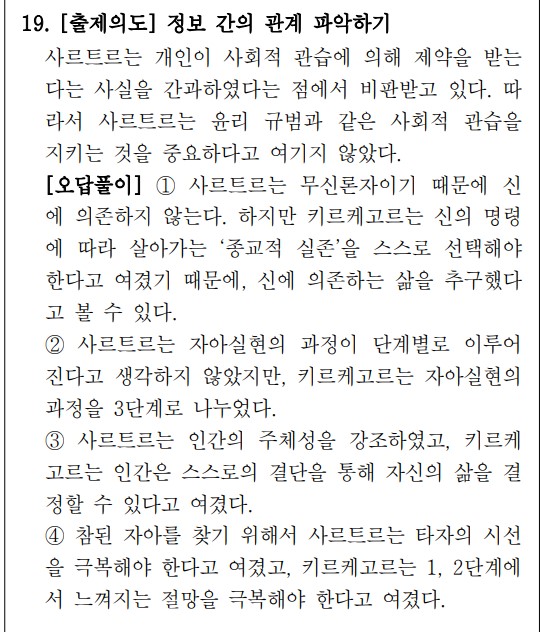 19. [출제의도] 정보 간의 관계 파악하기
사르트르는 개인이 사회적 관습에 의해 제약을 받는
다는 사실을 간과하였다는 점에서 비판받고 있다. 따
라서 사르트르는 윤리 규범과 같은 사회적 관습을
지키는 것을 중요하다고 여기지 않았다.
[오답풀이] ① 사르트르는 무신론자이기 때문에 신
에 의존하지 않는다. 하지만 키르케고르는 신의 명령
에 따라 살아가는 ‘종교적 실존’을 스스로 선택해야
한다고 여겼기 때문에, 신에 의존하는 삶을 추구했다
고 볼 수 있다.
② 사르트르는 자아실현의 과정이 단계별로 이루어
진다고 생각하지 않았지만, 키르케고르는 자아실현의
과정을 3단계로 나누었다.
③ 사르트르는 인간의 주체성을 강조하였고, 키르케
고르는 인간은 스스로의 결단을 통해 자신의 삶을 결
정할 수 있다고 여겼다.
④ 참된 자아를 찾기 위해서 사르트르는 타자의 시선
을 극복해야 한다고 여겼고, 키르케고르는 1, 2단계에
서 느껴지는 절망을 극복해야 한다고 여겼다.